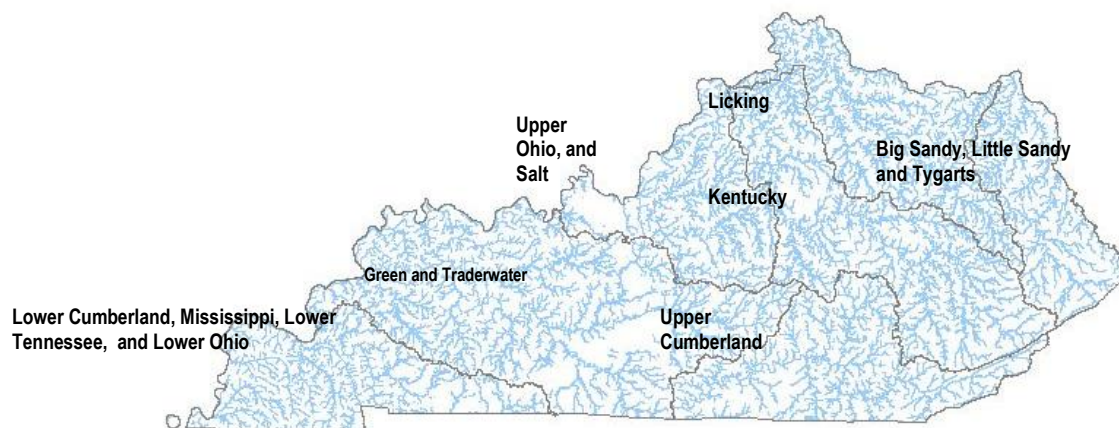 Licking
Upper
Ohio, and
Salt
Big Sandy, Little Sandy
and Tygarts
Kentucky
Green and Traderwater
Lower Cumberland, Mississippi, Lower
Tennessee, and Lower Ohio
Upper
Cumberland